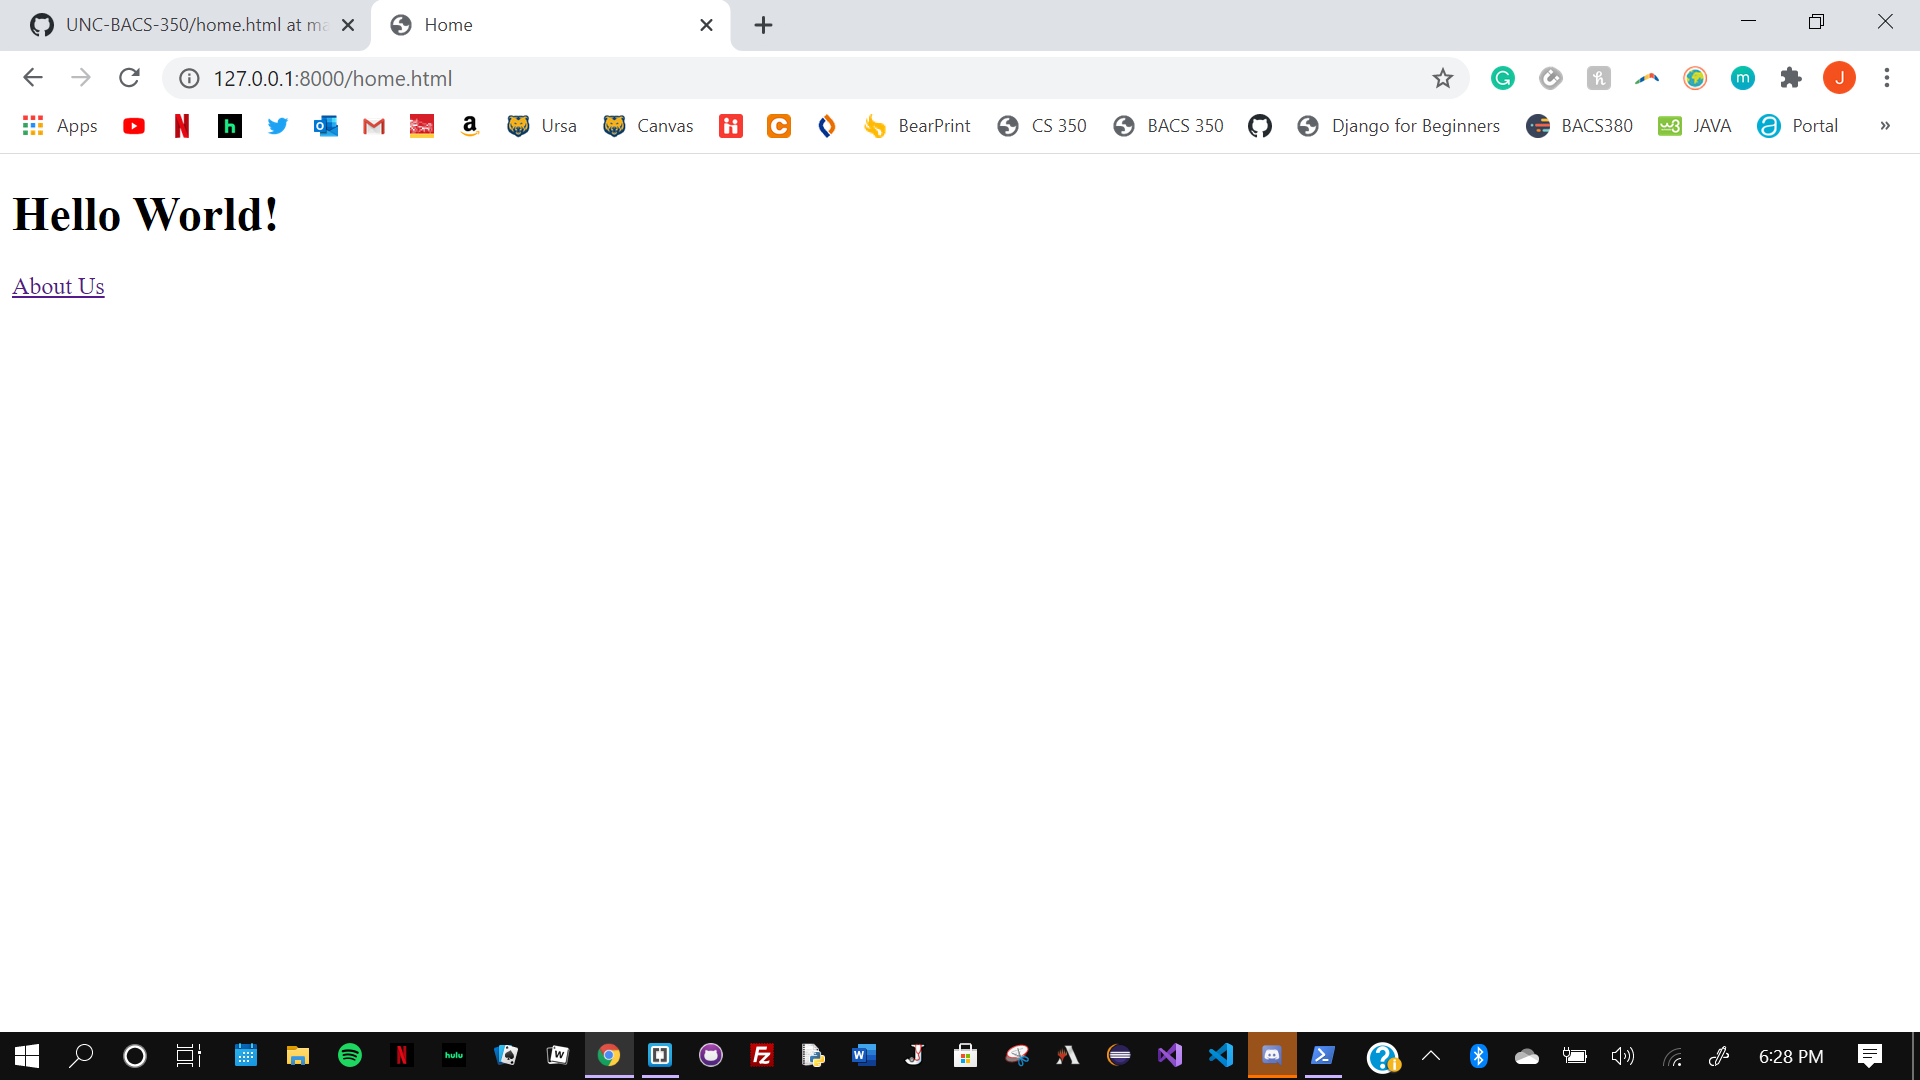 UNC-BACS-350/home.html at ma
Home
127.0.0.1:8000/home.html
J
Apps
Ursa
Canvas
BearPrint
CS 350
BACS 350
Django for Beginners
BACS380
JAVA
Portal
»
Hello World!
About Us
hulu
6:28 PM